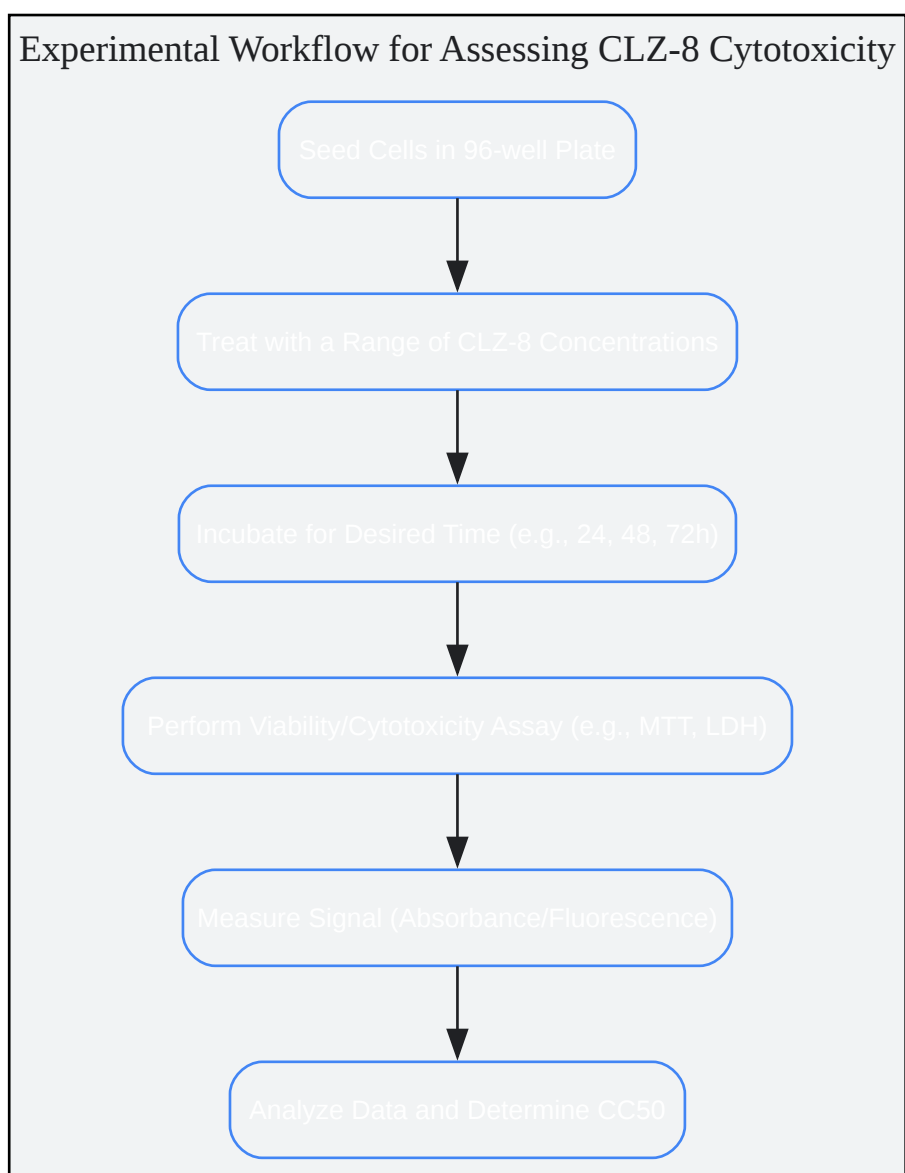 Experimental Workflow for Assessing CLZ-8 Cytotoxicity
Seed Cells in 96-well Plate
Treat with a Range of CLZ-8 Concentrations
Incubate for Desired Time (e.g., 24, 48, 72h)
Perform Viability/Cytotoxicity Assay (e.g., MTT, LDH)
Measure Signal (Absorbance/Fluorescence)
Analyze Data and Determine CC50